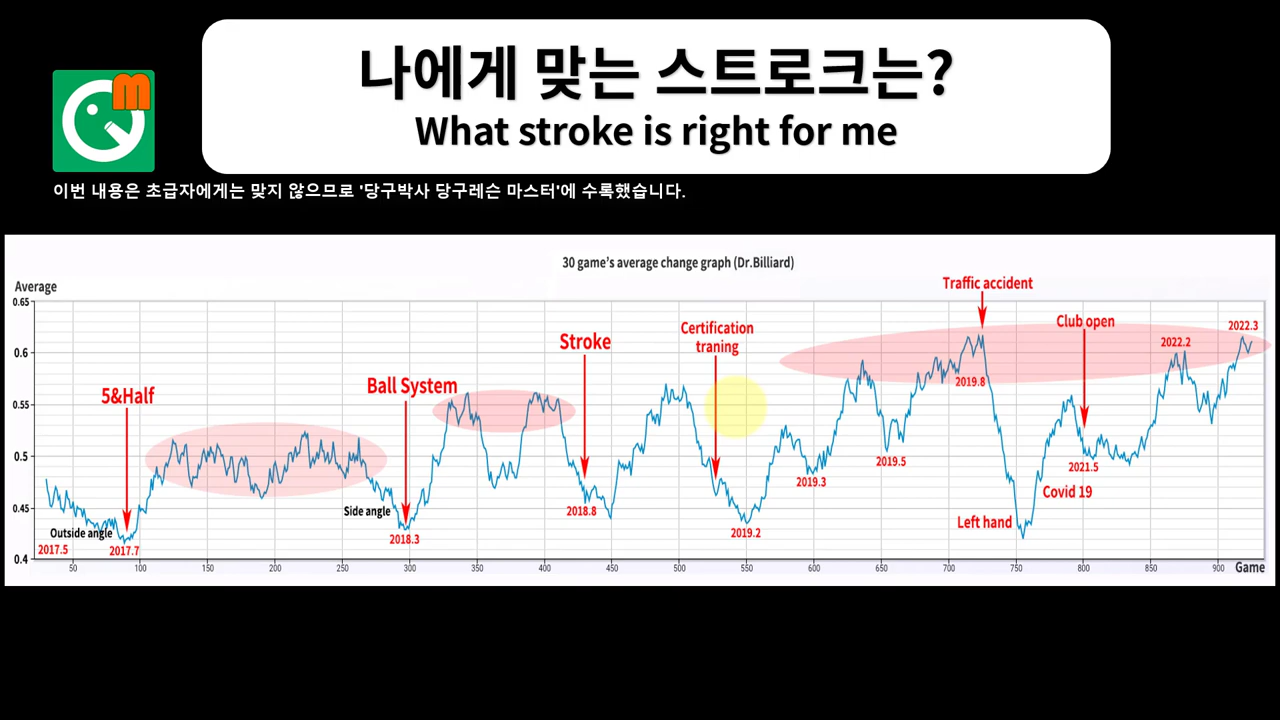 나에게 맞는 스트로크는?
What stroke is right for me
m
이번 내용은 초급자에게는 맞지 않으므로 '당구박사 당구레슨 마스터'에 수록했습니다.
30 game's average change graph (Dr.Billiard)
Average
0.65
0.6
0.55
0.5
0.45
0.4
Traffic accident
Club open
2022.3
Certification
traning
Stroke
2022.2
Ball System
5&Half
2019.8
2019.5
2021.5
2019.3
Covid 19
Side angle
2018.8
Left hand
Outside angle
2018.3
2019.2
2017.5
2017.7
50 100 150 200 250 300 350 400 450 500 550 600 650 700 750 800 850 900 Game